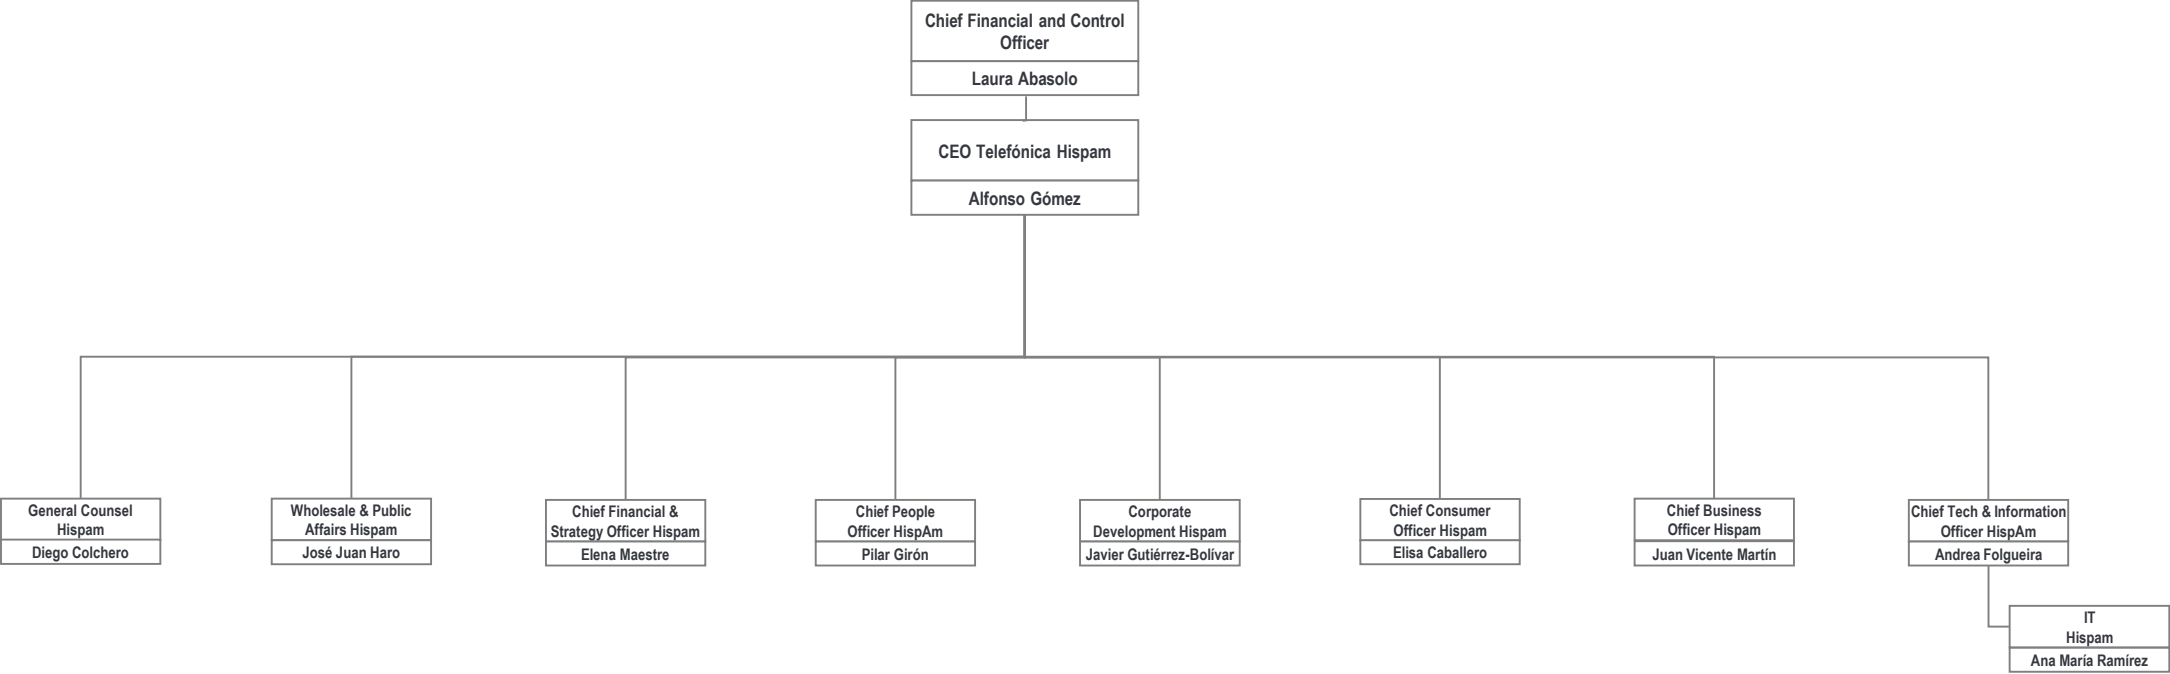 Chief Financial and Control
Officer
Laura Abasolo
CEO Telefónica Hispam
Alfonso Gómez
General Counsel
Hispam
Diego Colchero
Wholesale & Public
Affairs Hispam
José Juan Haro
Chief Financial &
Strategy Officer Hispam
Elena Maestre
Chief People
Officer HispAm
Pilar Girón
Corporate
Development Hispam
Javier Gutiérrez-Bolívar
Chief Consumer
Officer Hispam
Elisa Caballero
Chief Business
Officer Hispam
Juan Vicente Martín
Chief Tech & Information
Officer HispAm
Andrea Folgueira
IT
Hispam
Ana María Ramírez